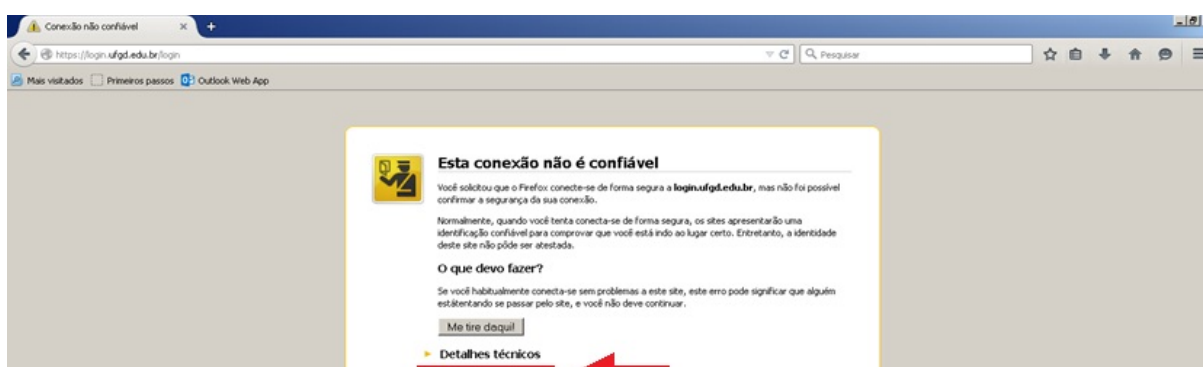 Conexão não confiável
https://login.ufgd.edu.br/login
Pesquisar
Mais visitados Primeiros passos Outlook Web App
Esta conexão não é confiável
Você solicitou que o Firefox conecte-se de forma segura a login.ufgd.edu.br, mas não foi possível
confirmar a segurança da sua conexão.
Normalmente, quando você tenta conecta-se de forma segura, os sites apresentarão uma
identificação confiável para comprovar que você está indo ao lugar certo. Entretanto, a identidade
deste site não pôde ser atestada.
O que devo fazer?
Se você habitualmente conecta-se sem problemas a este site, este erro pode significar que alguém
estátentando se passar pelo site, e você não deve continuar.
Me tire daqui!
Detalhes técnicos